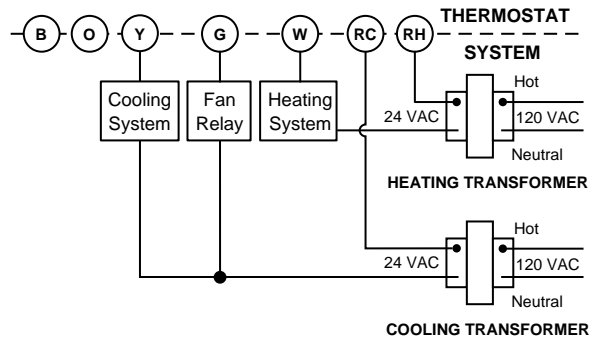 THERMOSTAT
B O Y G W RC RH
SYSTEM
Hot
Cooling System
Fan Relay
Heating System
24 VAC
120 VAC
Neutral
HEATING TRANSFORMER
Hot
24 VAC
120 VAC
Neutral
COOLING TRANSFORMER